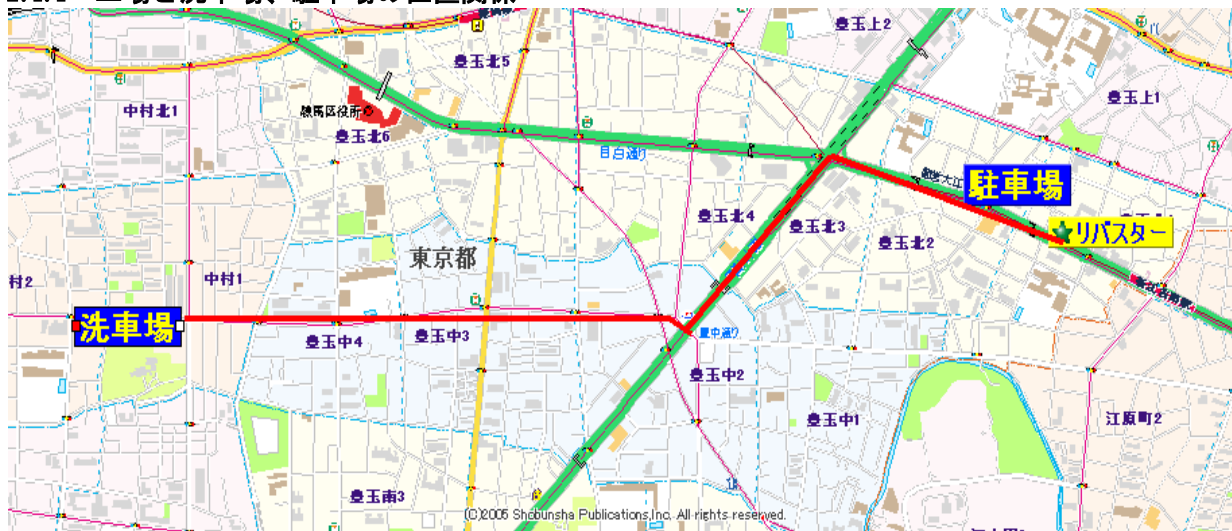 豊玉上2
豊玉北5
豊玉上1
中村北1
練馬区役所
豊玉北6
目白通り
駐車場
豊玉北4
豊玉北3
リバスター
豊玉北2
東京都
村2
中村1
洗車場
豊中通り
豊玉中4
豊玉中3
豊玉中2
豊玉中1
江原町2
豊玉南3
(C)2005 Shobunsha Publications,Inc. All rights reserved.